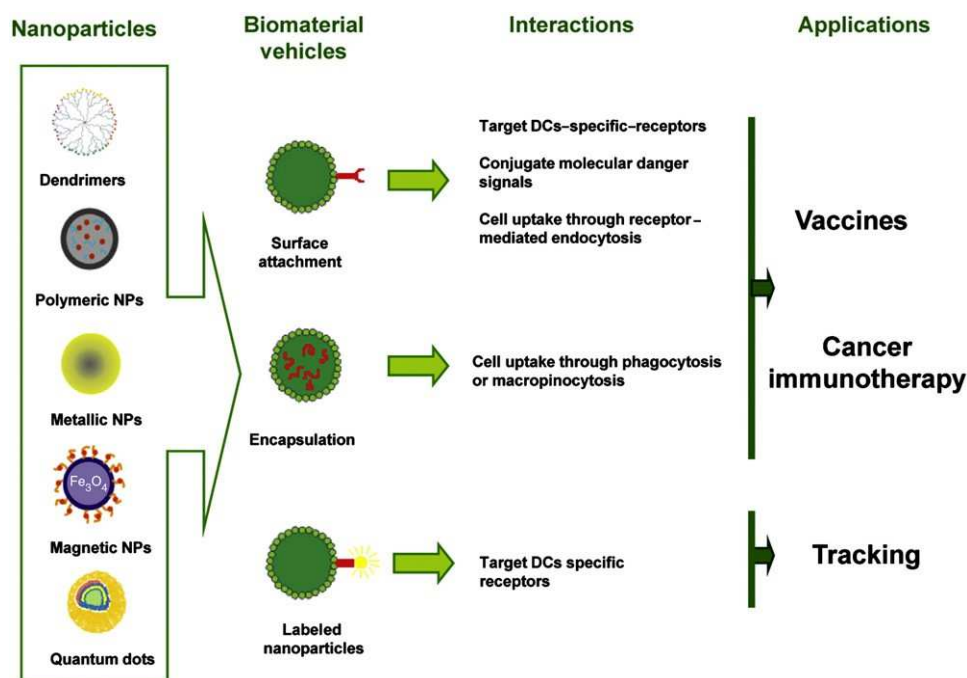 Nanoparticles
Biomaterial
vehicles
Interactions
Applications
Dendrimers
Polymeric NPs
Metallic NPs
Fe₃O₄
Magnetic NPs
Quantum dots
Surface
attachment
Encapsulation
Labeled
nanoparticles
Target DCs–specific–receptors
Conjugate molecular danger
signals
Cell uptake through receptor–
mediated endocytosis
Cell uptake through phagocytosis
or macropinocytosis
Target DCs specific
receptors
Vaccines
Cancer
immunotherapy
Tracking